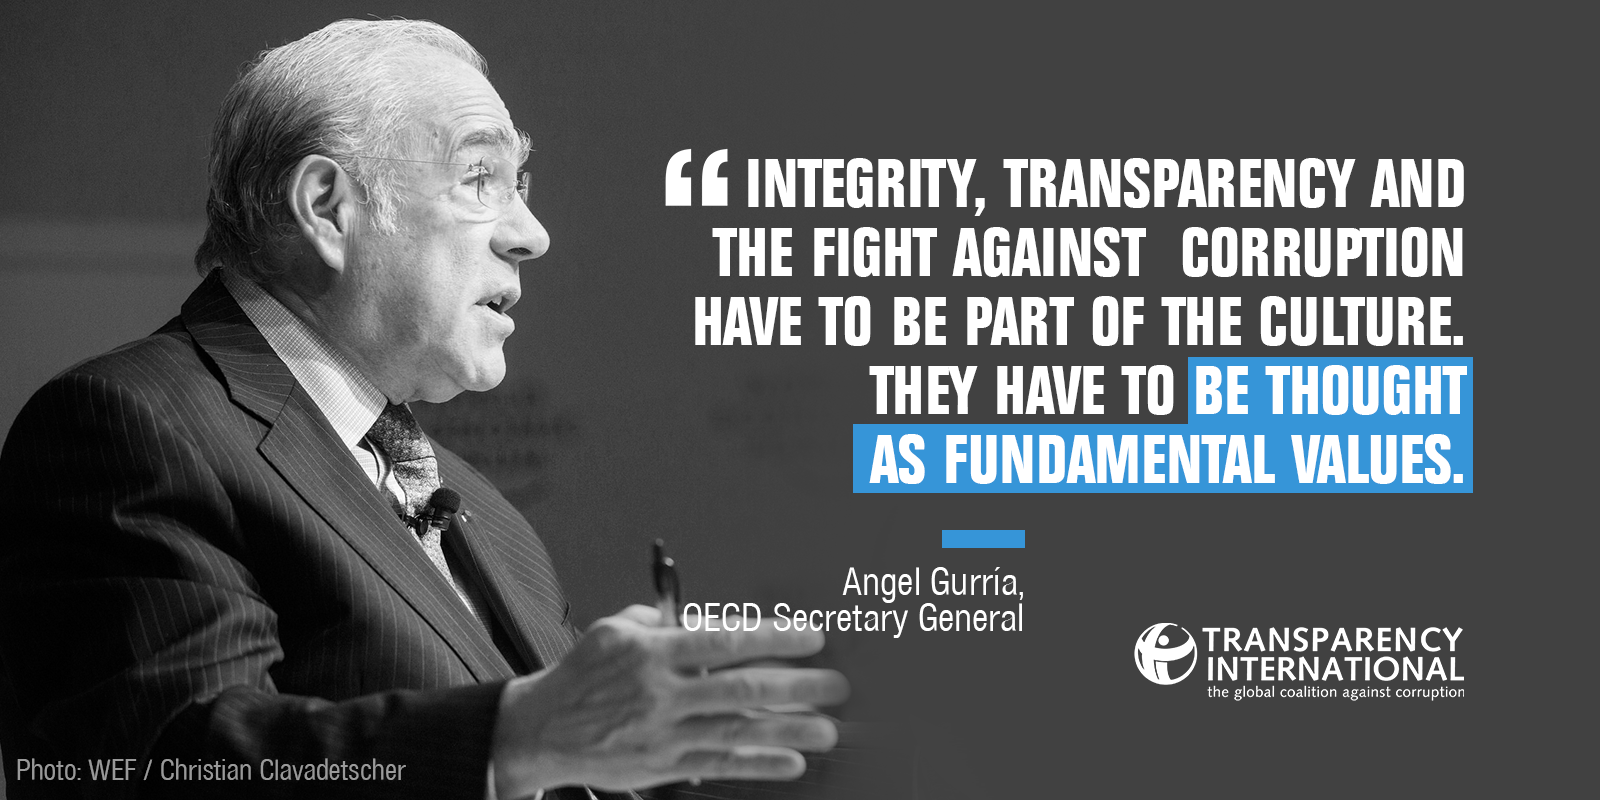 “ INTEGRITY, TRANSPARENCY AND
THE FIGHT AGAINST CORRUPTION
HAVE TO BE PART OF THE CULTURE.
THEY HAVE TO BE THOUGHT
AS FUNDAMENTAL VALUES.
Angel Gurría,
OECD Secretary General
TRANSPARENCY
INTERNATIONAL
the global coalition against corruption
Photo: WEF / Christian Clavadetscher